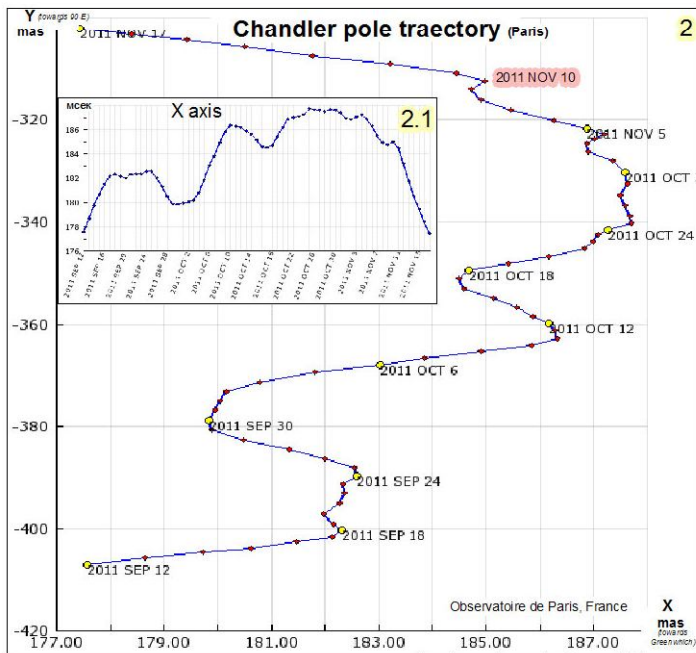 Y (towards 90 E)
mas
Chandler pole traectory (Paris)
2
2011 NOV 17
2011 NOV 10
мсек
X axis
2.1
186
184
182
180
178
176
-320
2011 NOV 5
2011 OCT
-340
2011 OCT 24
2011 OCT 18
-360
2011 OCT 12
2011 OCT 6
-380
2011 SEP 30
2011 SEP 24
-400
2011 SEP 18
2011 SEP 12
Observatoire de Paris, France
X
mas
(towards
Greenwhich)
-420
177.00
179.00
181.00
183.00
185.00
187.00